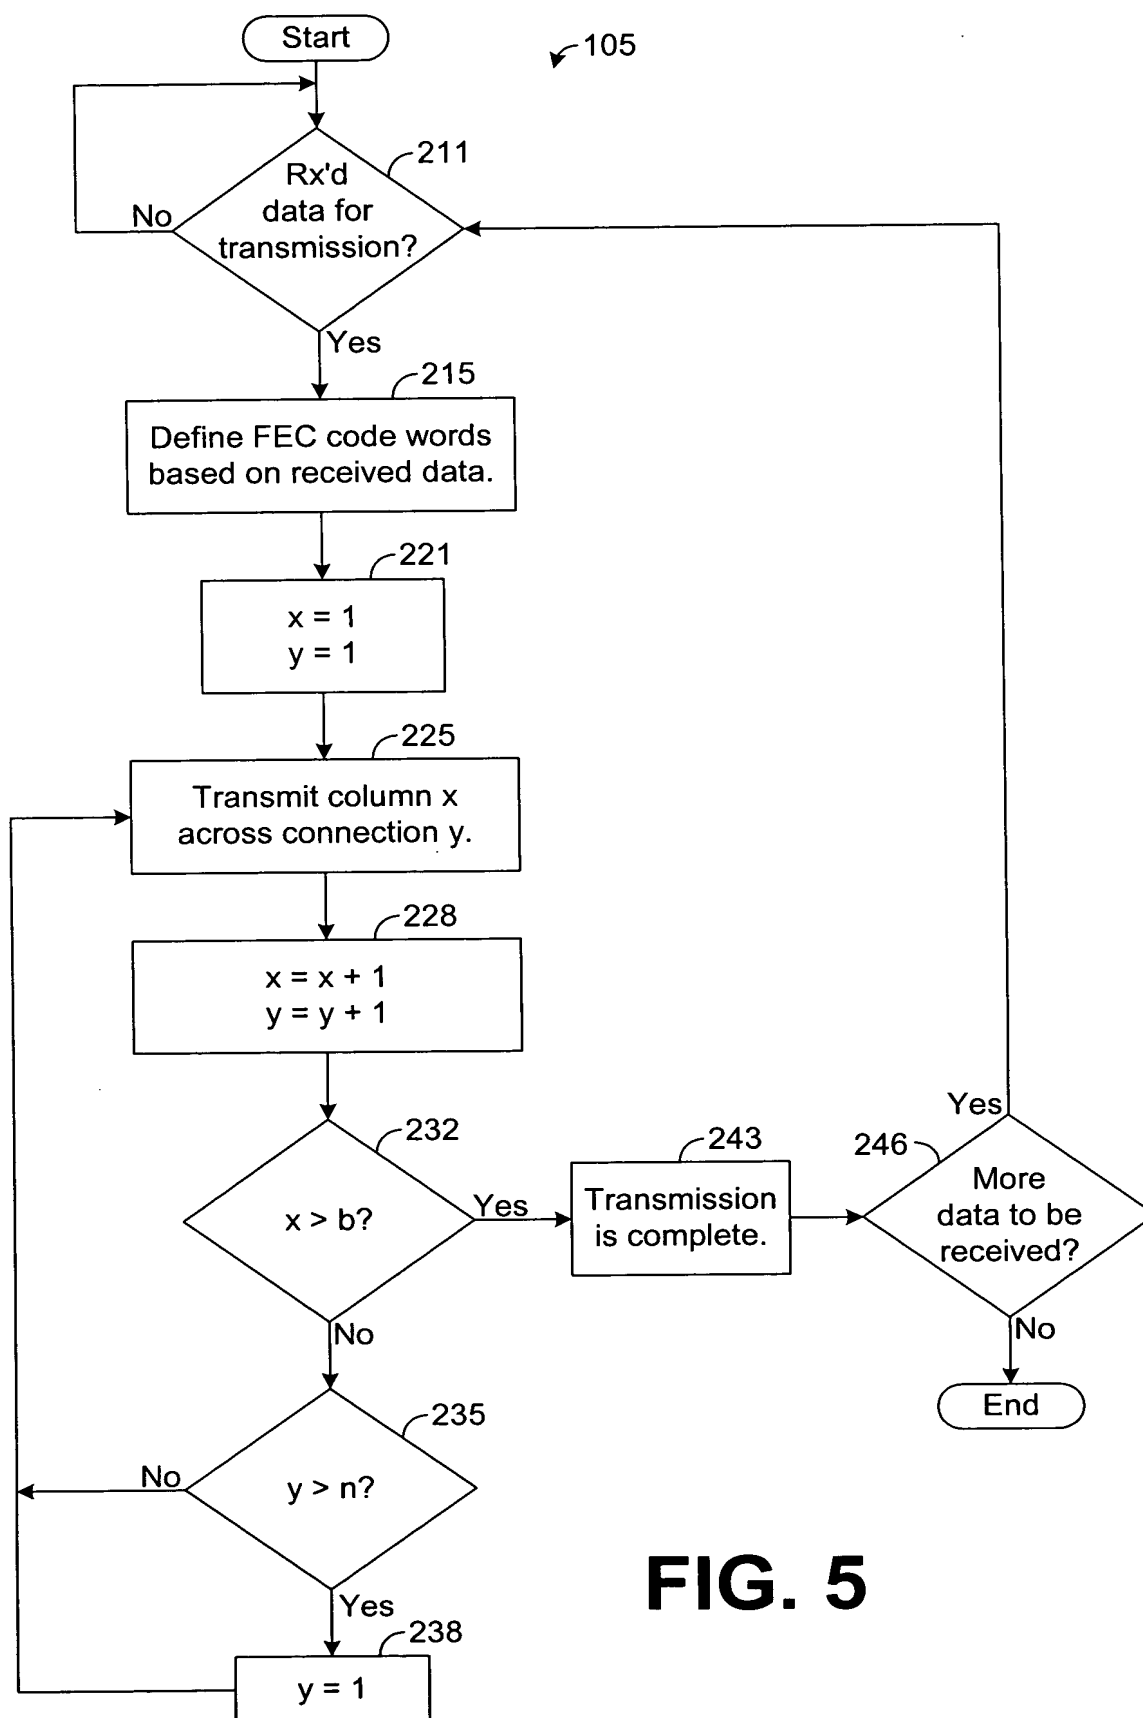 Start
105
211
Rx'd
data for
transmission?
No
Yes
215
Define FEC code words
based on received data.
221
x = 1
y = 1
225
Transmit column x
across connection y.
228
x = x + 1
y = y + 1
232
x > b?
Yes
No
243
Transmission
is complete.
246
Yes
More
data to be
received?
No
End
235
y > n?
No
Yes
238
y = 1
FIG. 5